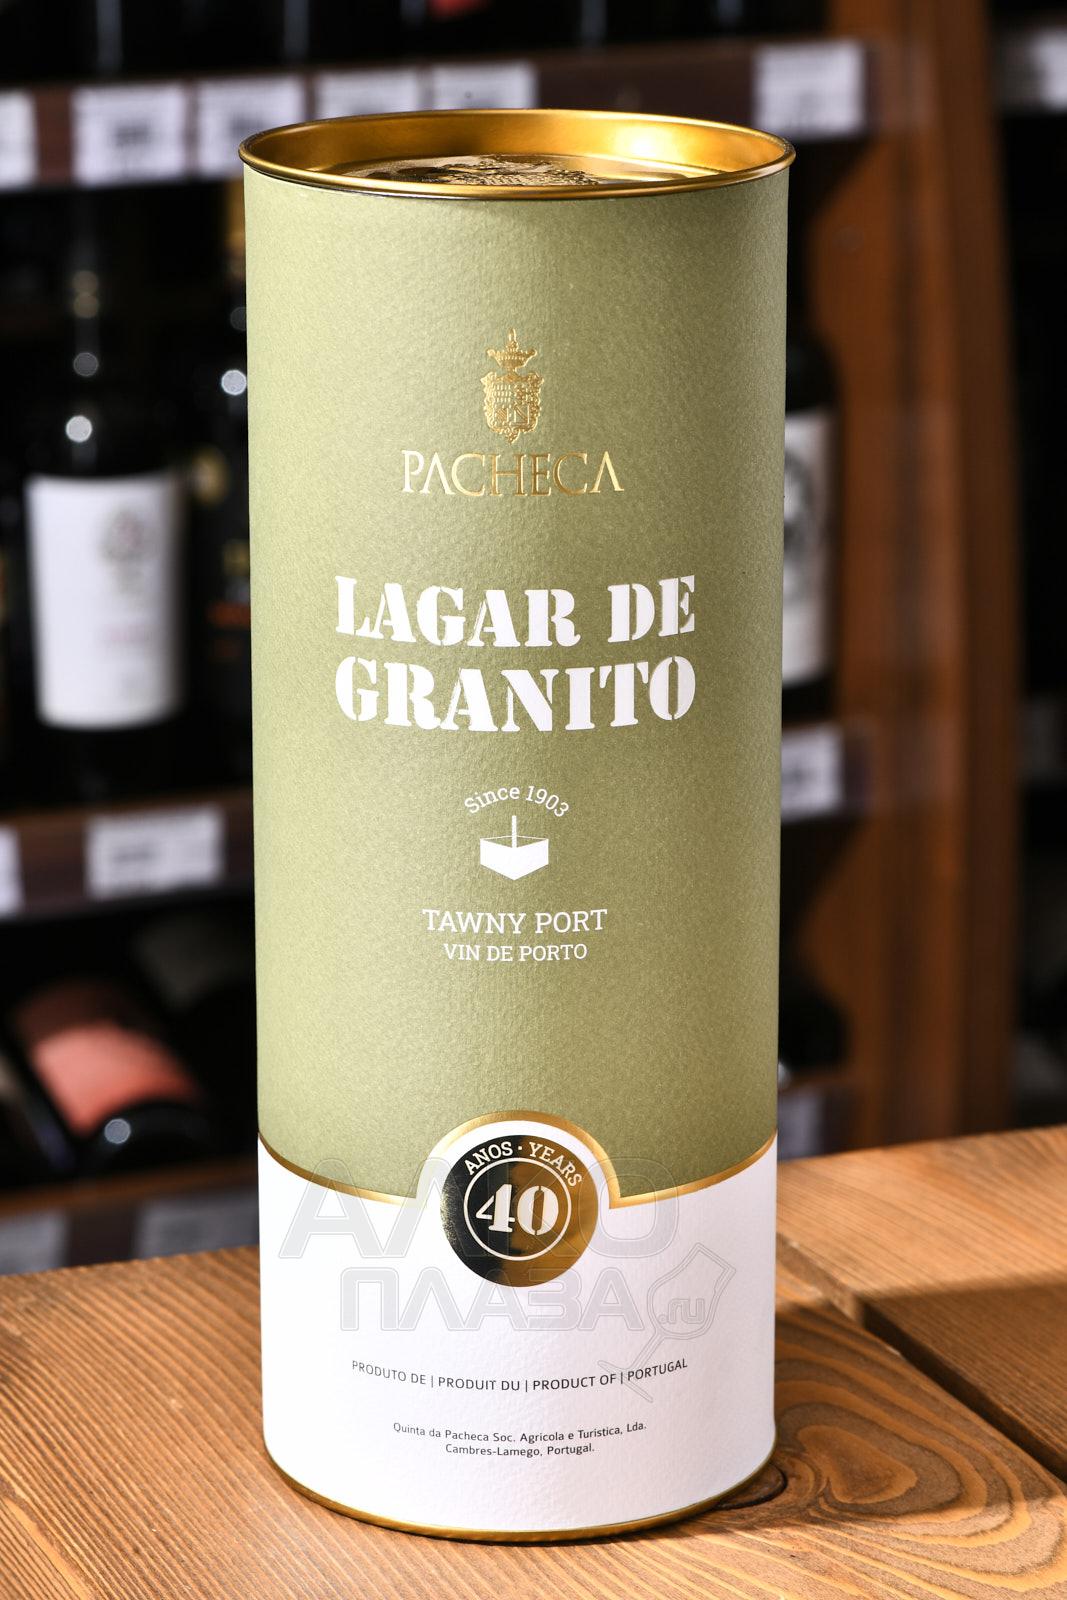 PACHECA
LAGAR DE
GRANITO
Since 1903
TAWNY PORT
VIN DE PORTO
ANOS · YEARS
40
АЛКО
ПЛАЗА.ru
PRODUTO DE | PRODUIT DU | PRODUCT OF | PORTUGAL
Quinta da Pacheca Soc. Agricola e Turistica, Lda.
Cambres-Lamego, Portugal.